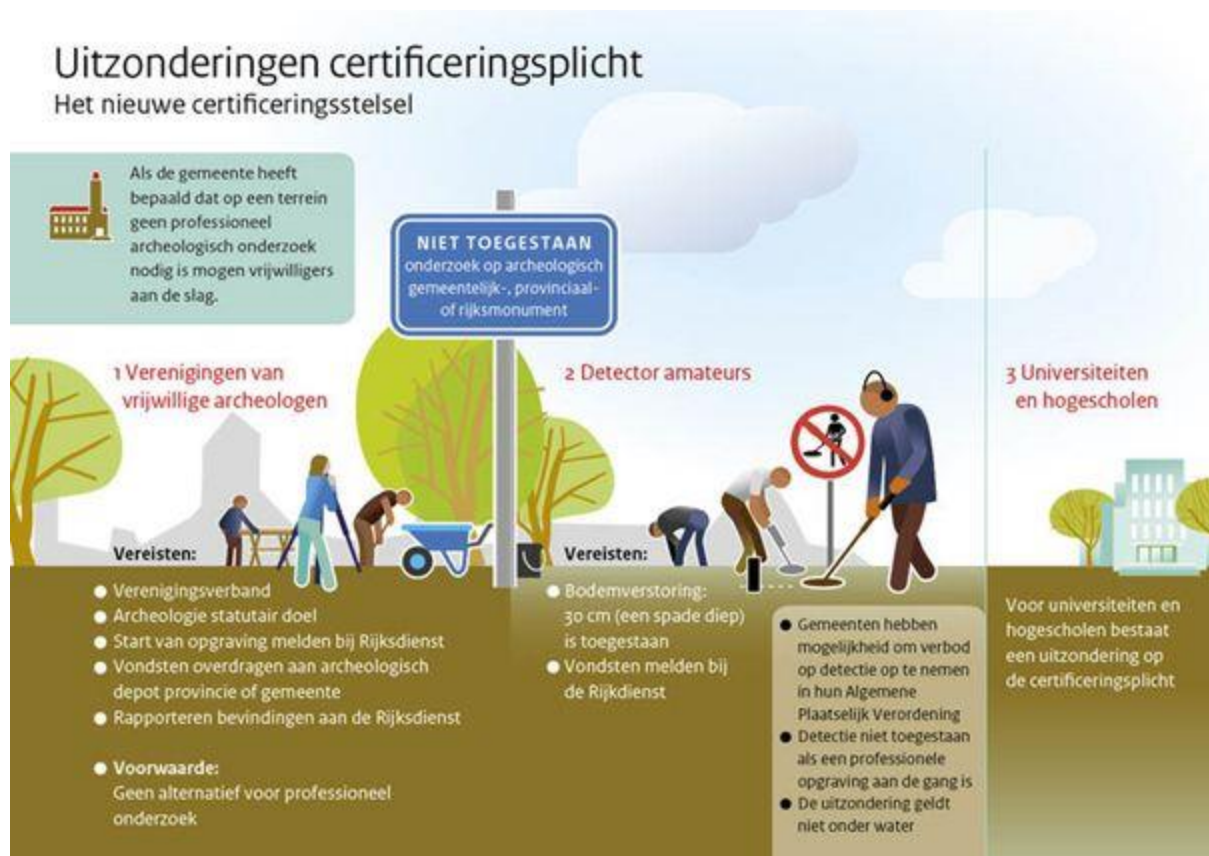 Uitzonderingen certificeringsplicht
Het nieuwe certificeringsstelsel
Als de gemeente heeft
bepaald dat op een terrein
geen professioneel
archeologisch onderzoek
nodig is mogen vrijwilligers
aan de slag.
NIET TOEGESTAAN
onderzoek op archeologisch
gemeentelijk-, provinciaal-
of rijksmonument
1 Verenigingen van
vrijwillige archeologen
Vereisten:
Verenigingsverband
Archeologie statutair doel
Start van opgraving melden bij Rijksdienst
Vondsten overdragen aan archeologisch
depot provincie of gemeente
Rapporteren bevindingen aan de Rijksdienst
Voorwaarde:
Geen alternatief voor professioneel
onderzoek
2 Detector amateurs
Vereisten:
Bodemverstoring:
30 cm (een spade diep)
is toegestaan
Vondsten melden bij
de Rijkdienst
Gemeenten hebben
mogelijkheid om verbod
op detectie op te nemen
in hun Algemene
Plaatselijk Verordening
Detectie niet toegestaan
als een professionele
opgraving aan de gang is
De uitzondering geldt
niet onder water
3 Universiteiten
en hogescholen
Voor universiteiten en
hogescholen bestaat
een uitzondering op
de certificeringsplicht